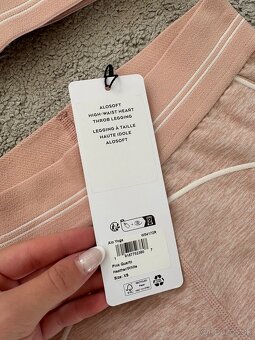 ALOSOFT
HIGH-WAIST HEART
THROB LEGGING
LEGGING À TAILLE
HAUTE IDOLE
ALOSOFT
Alo Yoga
Pink Quartz
Heather/White
Size: XS